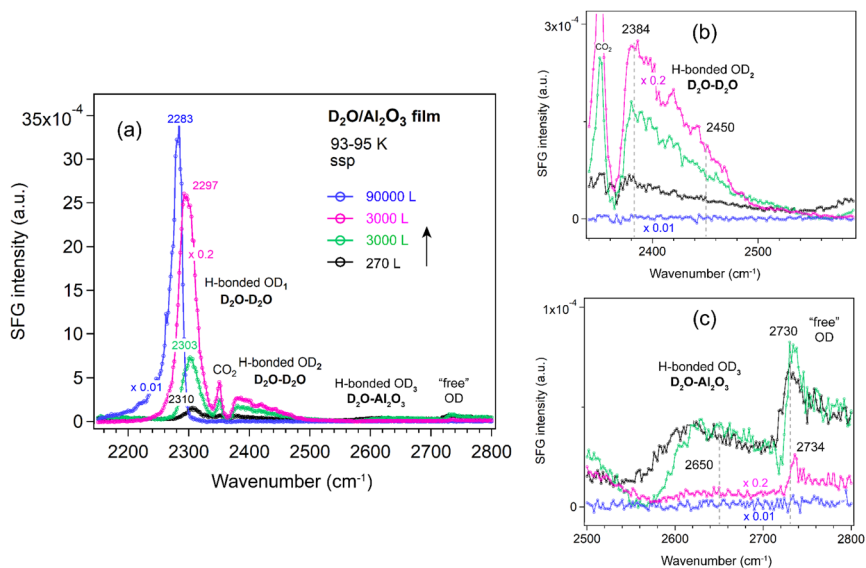 (a)
D₂O/Al₂O₃ film
93-95 K
ssp
90000 L
3000 L
3000 L
270 L
2283
2297
x 0.2
H-bonded OD₁
D₂O–D₂O
2303
CO₂
H-bonded OD₂
D₂O–D₂O
x 0.01
2310
H-bonded OD₃
D₂O-Al₂O₃
“free”
OD
SFG intensity (a.u.)
35x10⁻⁴
30
25
20
15
10
5
0
2200 2300 2400 2500 2600 2700 2800
Wavenumber (cm⁻¹)
(b)
3x10⁻⁴
0
SFG intensity (a.u.)
CO₂
2384
x 0.2
H-bonded OD₂
D₂O-D₂O
2450
x 0.01
2400 2500
Wavenumber (cm⁻¹)
(c)
1x10⁻⁴
0
SFG intensity (a.u.)
2730
“free”
OD
H-bonded OD₃
D₂O-Al₂O₃
2650
2734
x 0.2
x 0.01
2500 2600 2700 2800
Wavenumber (cm⁻¹)